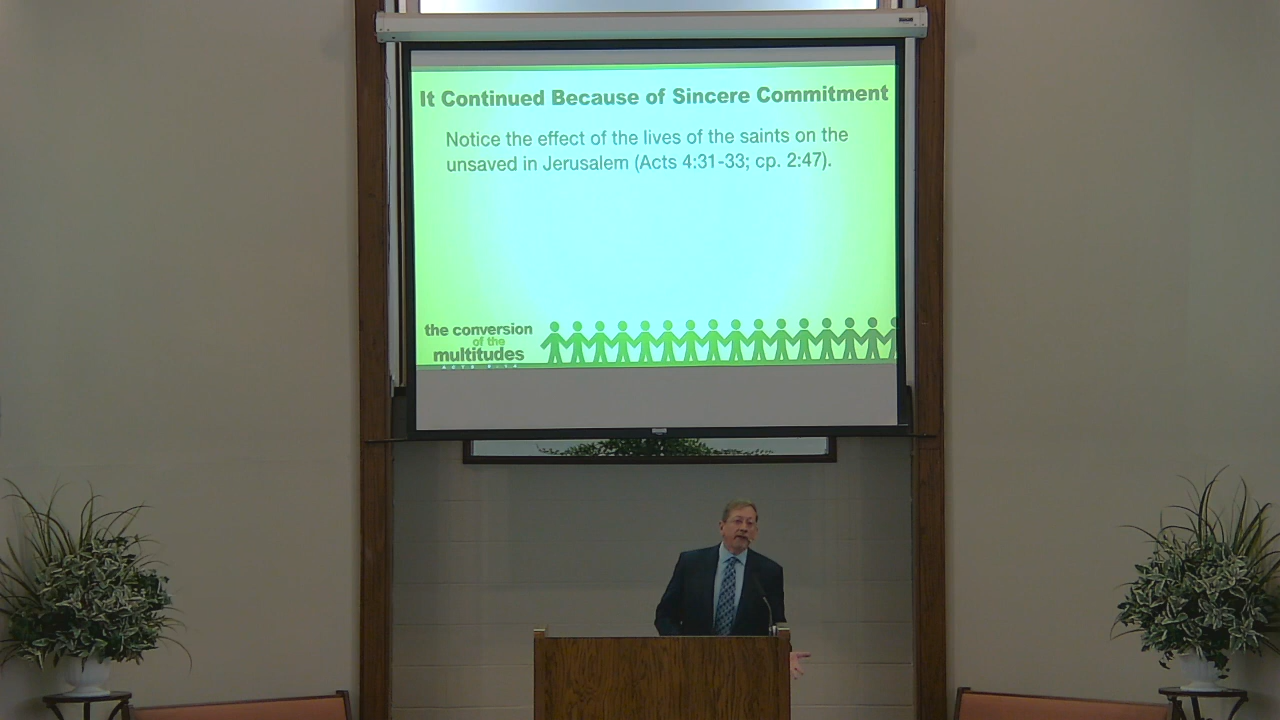 It Continued Because of Sincere Commitment
Notice the effect of the lives of the saints on the
unsaved in Jerusalem (Acts 4:31-33; cp. 2:47).
the conversion
of the
multitudes